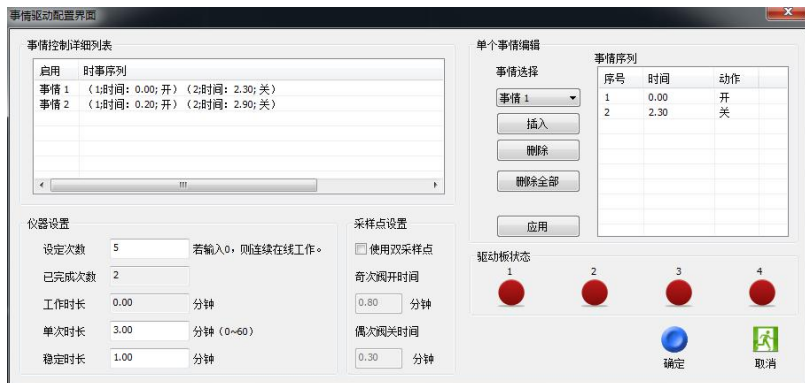 事情驱动配置界面
事情控制详细列表
启用 时事序列
事情 1 （1;时间：0.00;开）（2;时间：2.30;关）
事情 2 （1;时间：0.20;开）（2;时间：2.90;关）
单个事情编辑
事情选择
事情 1
插入
删除
删除全部
应用
事情序列
序号 时间 动作
1 0.00 开
2 2.30 关
仪器设置
设定次数 5 若输入0，则连续在线工作。
已完成次数 2
工作时长 0.00 分钟
单次时长 3.00 分钟（0~60）
稳定时长 1.00 分钟
采样点设置
使用双采样点
奇次阀开时间
0.80 分钟
偶次阀关时间
0.30 分钟
驱动板状态
1 2 3 4
确定 取消